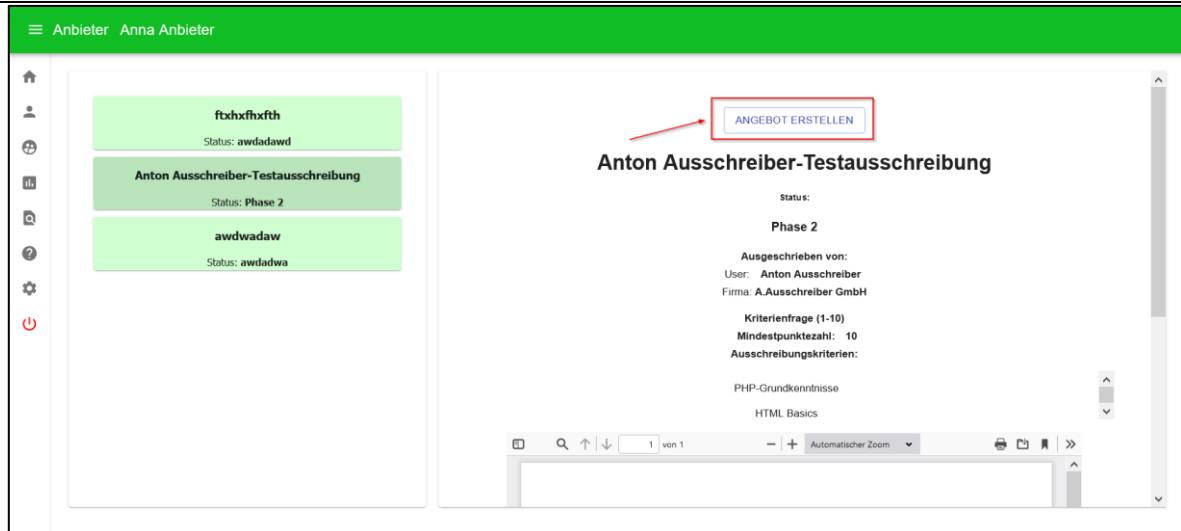 Anbieter Anna Anbieter
ftxhxfhxfth
Status: awdadawd
Anton Ausschreiber-Testausschreibung
Status: Phase 2
awdwadaw
Status: awdadwa
ANGEBOT ERSTELLEN
Anton Ausschreiber-Testausschreibung
Status:
Phase 2
Ausgeschrieben von:
User: Anton Ausschreiber
Firma: A.Ausschreiber GmbH
Kriterienfrage (1-10)
Mindestpunktezahl: 10
Ausschreibungskriterien:
PHP-Grundkenntnisse
HTML Basics
1 von 1 Automatischer Zoom